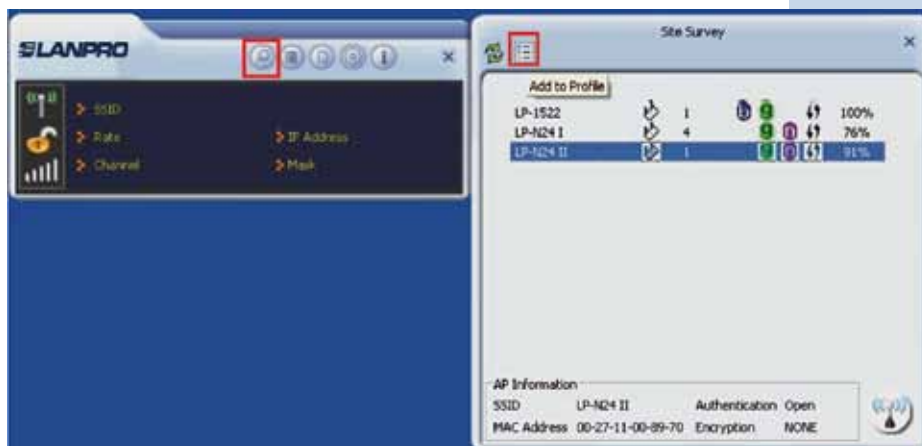 LANPRO
SSID
Rate
IP Address
Channel
Mask
Site Survey
Add to Profile
LP-1522 1 100%
LP-N24 I 4 76%
LP-N24 II 1 91%
AP Information
SSID LP-N24 II Authentication Open
MAC Address 00-27-11-00-89-70 Encryption NONE